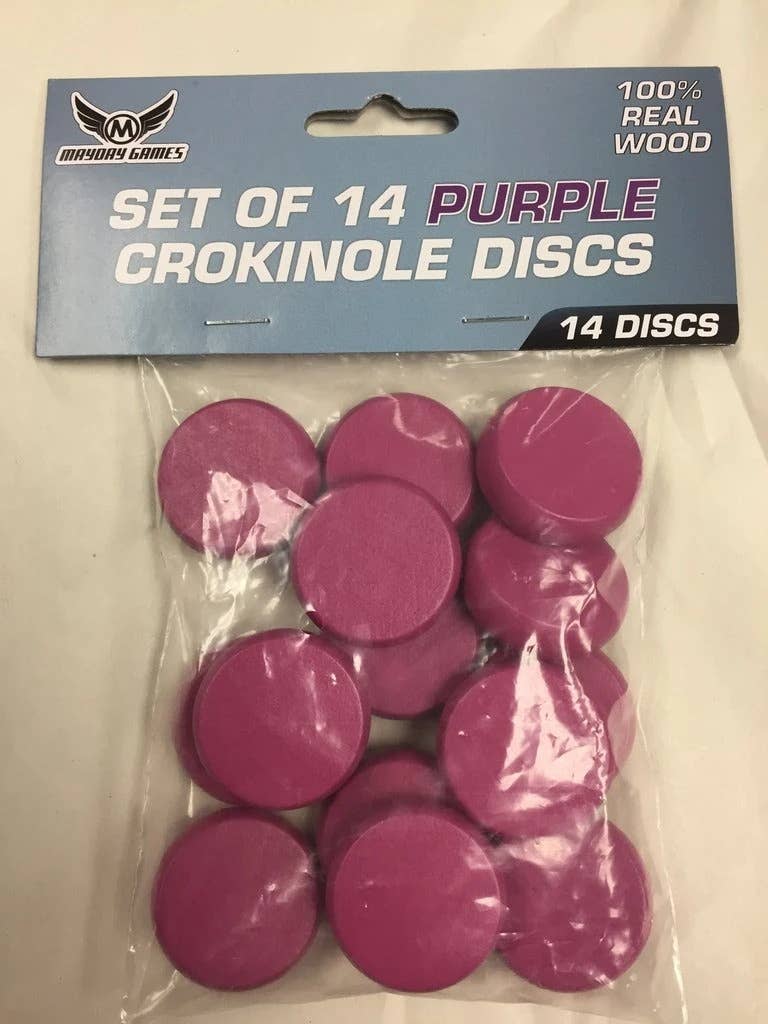 M
MAYDAY GAMES
100%
REAL
WOOD
SET OF 14 PURPLE
CROKINOLE DISCS
14 DISCS